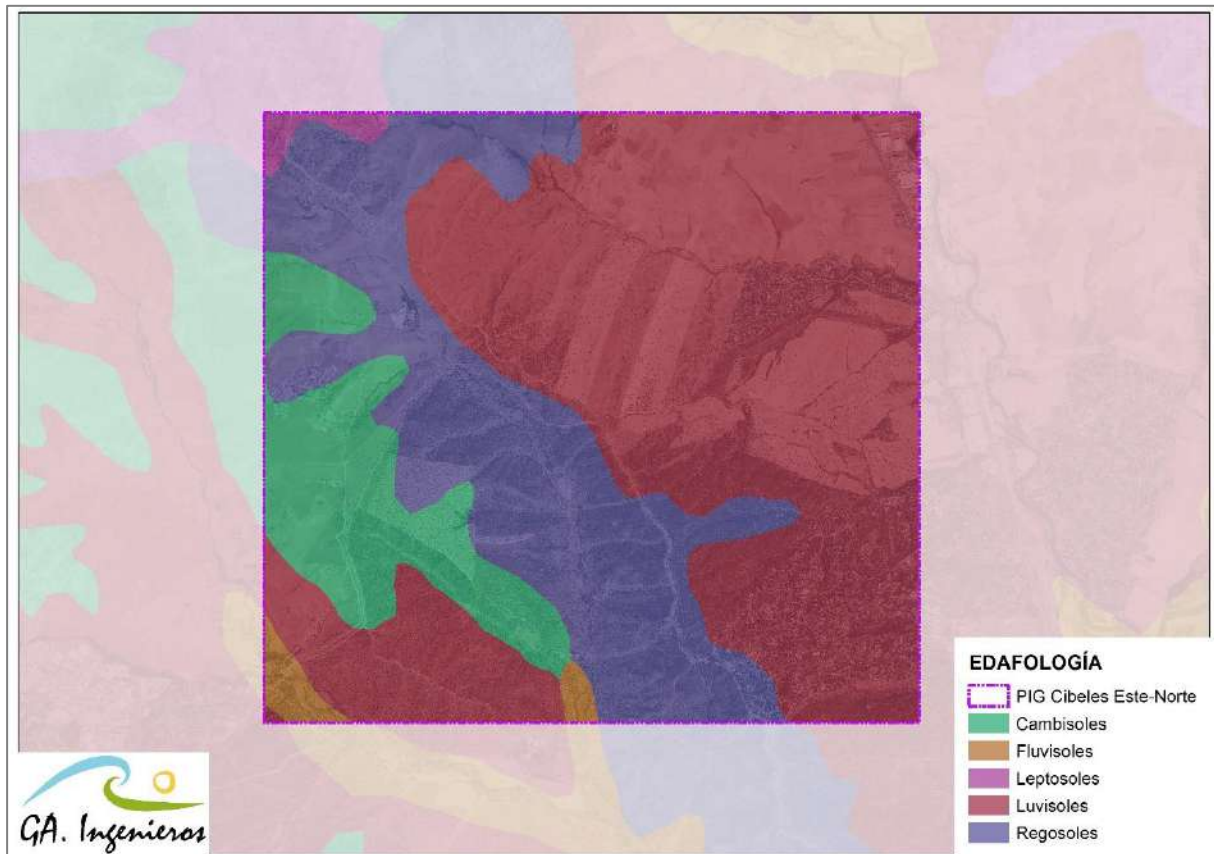 EDAFOLOGÍA
PIG Cibeles Este-Norte
Cambisoles
Fluvisoles
Leptosoles
Luvisoles
Regosoles
GA. Ingenieros